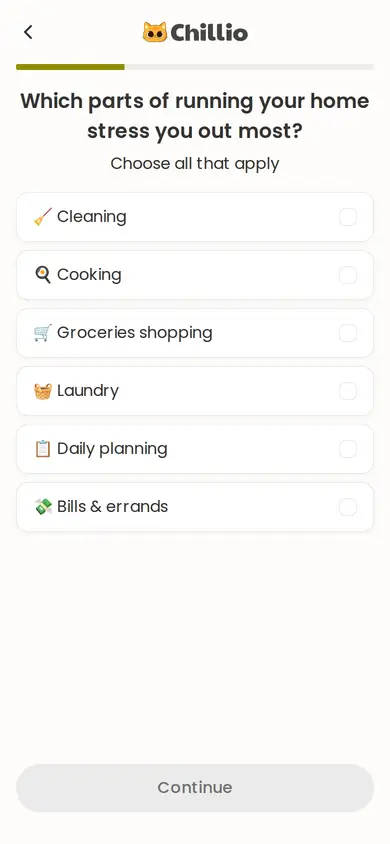 Chillio
Which parts of running your home
stress you out most?
Choose all that apply
Cleaning
Cooking
Groceries shopping
Laundry
Daily planning
Bills & errands
Continue